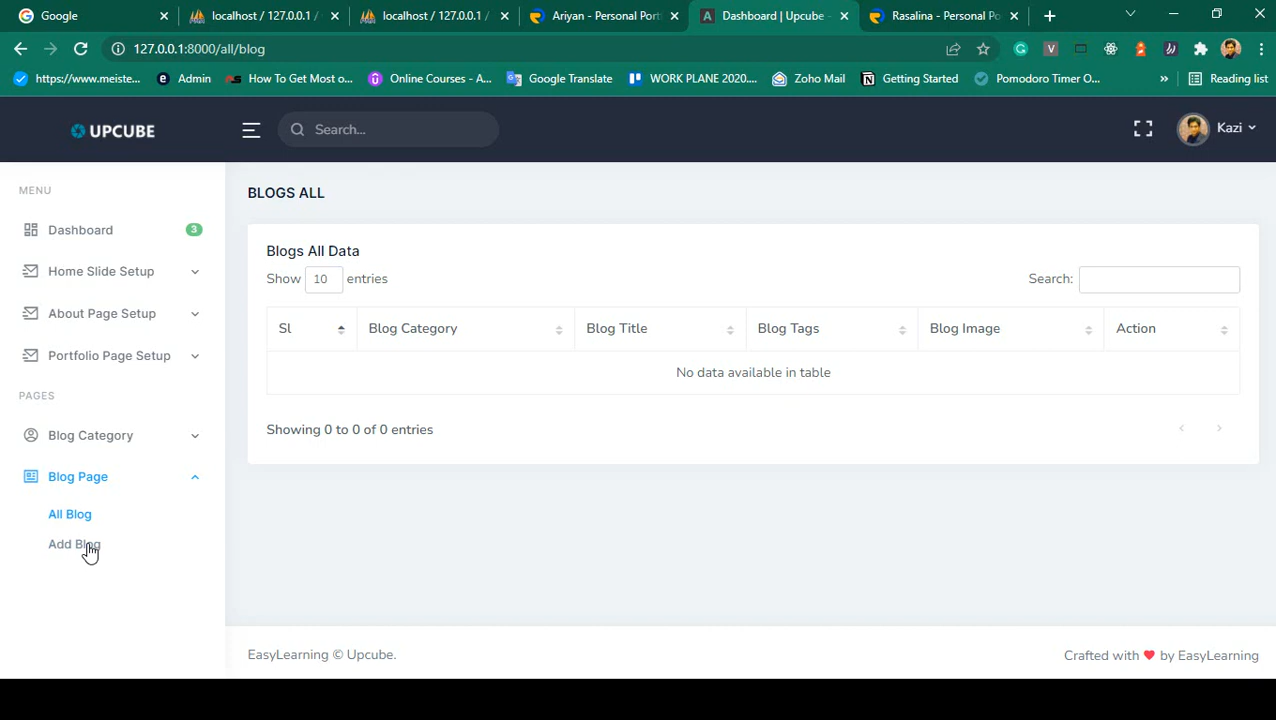 Google
localhost / 127.0.0.1 /
localhost / 127.0.0.1 /
Ariyan - Personal Port
Dashboard | Upcube -
Rasalina - Personal Po
127.0.0.1:8000/all/blog
https://www.meiste...
Admin
How To Get Most o...
Online Courses - A...
Google Translate
WORK PLANE 2020....
Zoho Mail
Getting Started
Pomodoro Timer O...
»
Reading list
UPCUBE
Search...
Kazi
MENU
Dashboard
3
Home Slide Setup
About Page Setup
Portfolio Page Setup
PAGES
Blog Category
Blog Page
All Blog
Add Blog
BLOGS ALL
Blogs All Data
Show 10 entries
Search:
Sl
Blog Category
Blog Title
Blog Tags
Blog Image
Action
No data available in table
Showing 0 to 0 of 0 entries
EasyLearning © Upcube.
Crafted with ❤ by EasyLearning